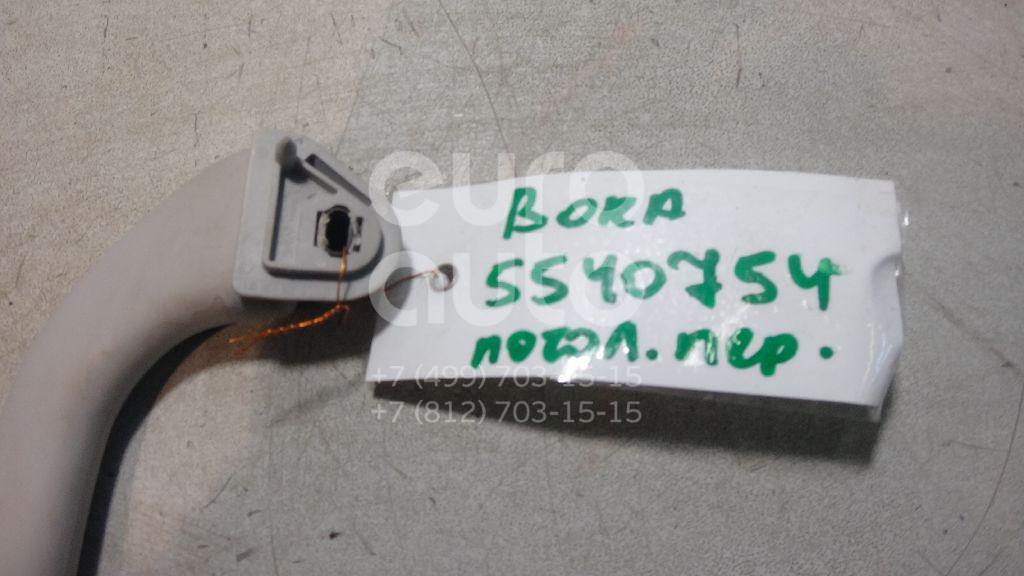 euro
auto
BORA
5540754
потол. пер.
+7 (499) 703-15-15
+7 (812) 703-15-15